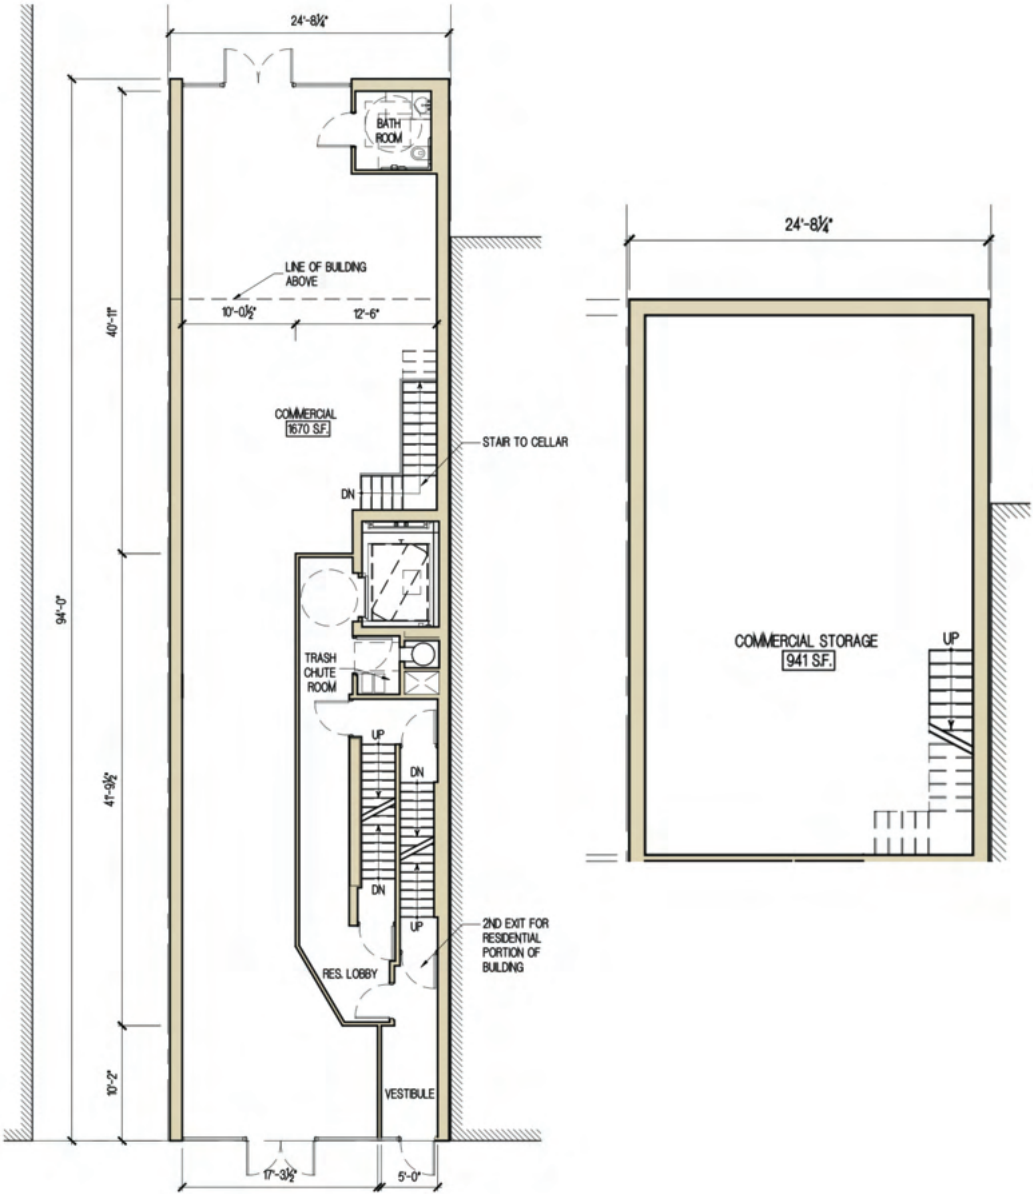 24'-8¼"
BATH
ROOM
LINE OF BUILDING
ABOVE
10'-0½"
12'-6"
40'-11"
COMMERCIAL
1670 S.F.
STAIR TO CELLAR
DN
94'-0"
TRASH
CHUTE
ROOM
UP
DN
41'-9½"
DN
UP
2ND EXIT FOR
RESIDENTIAL
PORTION OF
BUILDING
RES. LOBBY
10'-2"
VESTIBULE
17'-3½"
5'-0"
24'-8¼"
COMMERCIAL STORAGE
941 S.F.
UP